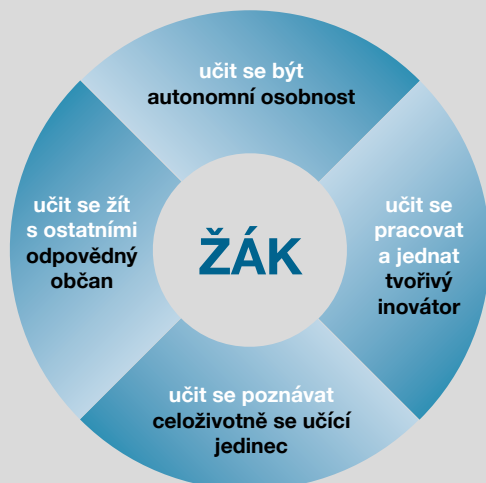 učit se být
autonomní osobnost
učit se žít
s ostatními
odpovědný
občan
ŽÁK
učit se
pracovat
a jednat
tvořivý
inovátor
učit se poznávat
celoživotně se učící
jedinec